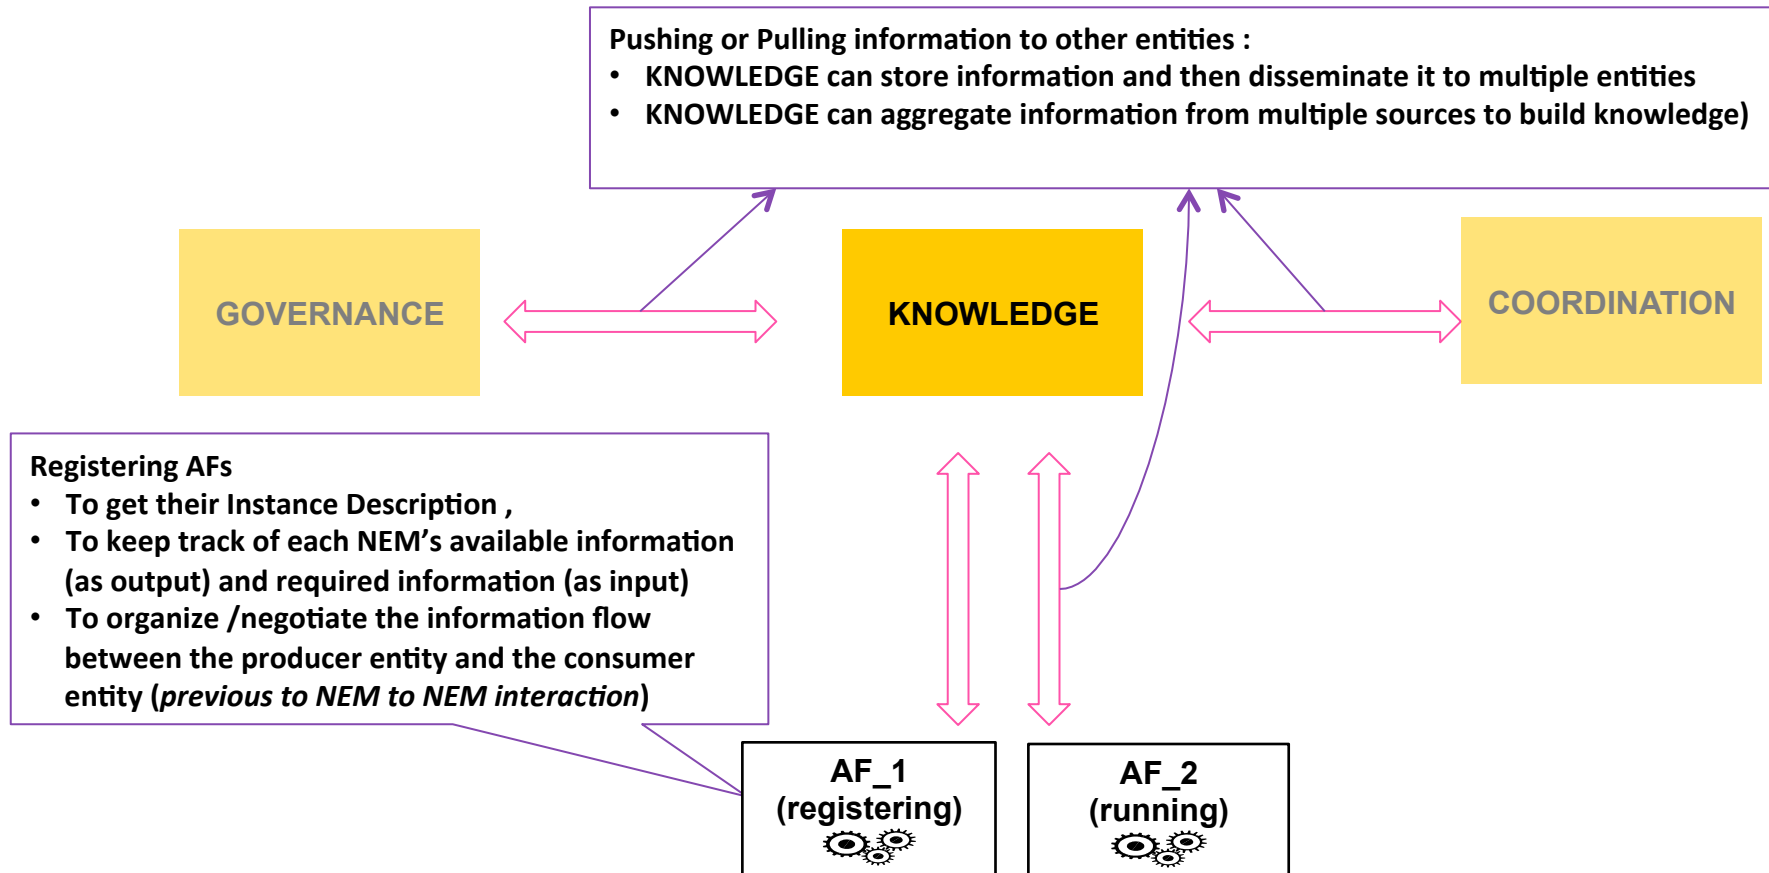 Pushing or Pulling information to other entities :
• KNOWLEDGE can store information and then disseminate it to multiple entities
• KNOWLEDGE can aggregate information from multiple sources to build knowledge)
GOVERNANCE
KNOWLEDGE
COORDINATION
Registering AFs
• To get their Instance Description ,
• To keep track of each NEM’s available information
(as output) and required information (as input)
• To organize /negotiate the information flow
between the producer entity and the consumer
entity (previous to NEM to NEM interaction)
AF_1
(registering)
AF_2
(running)